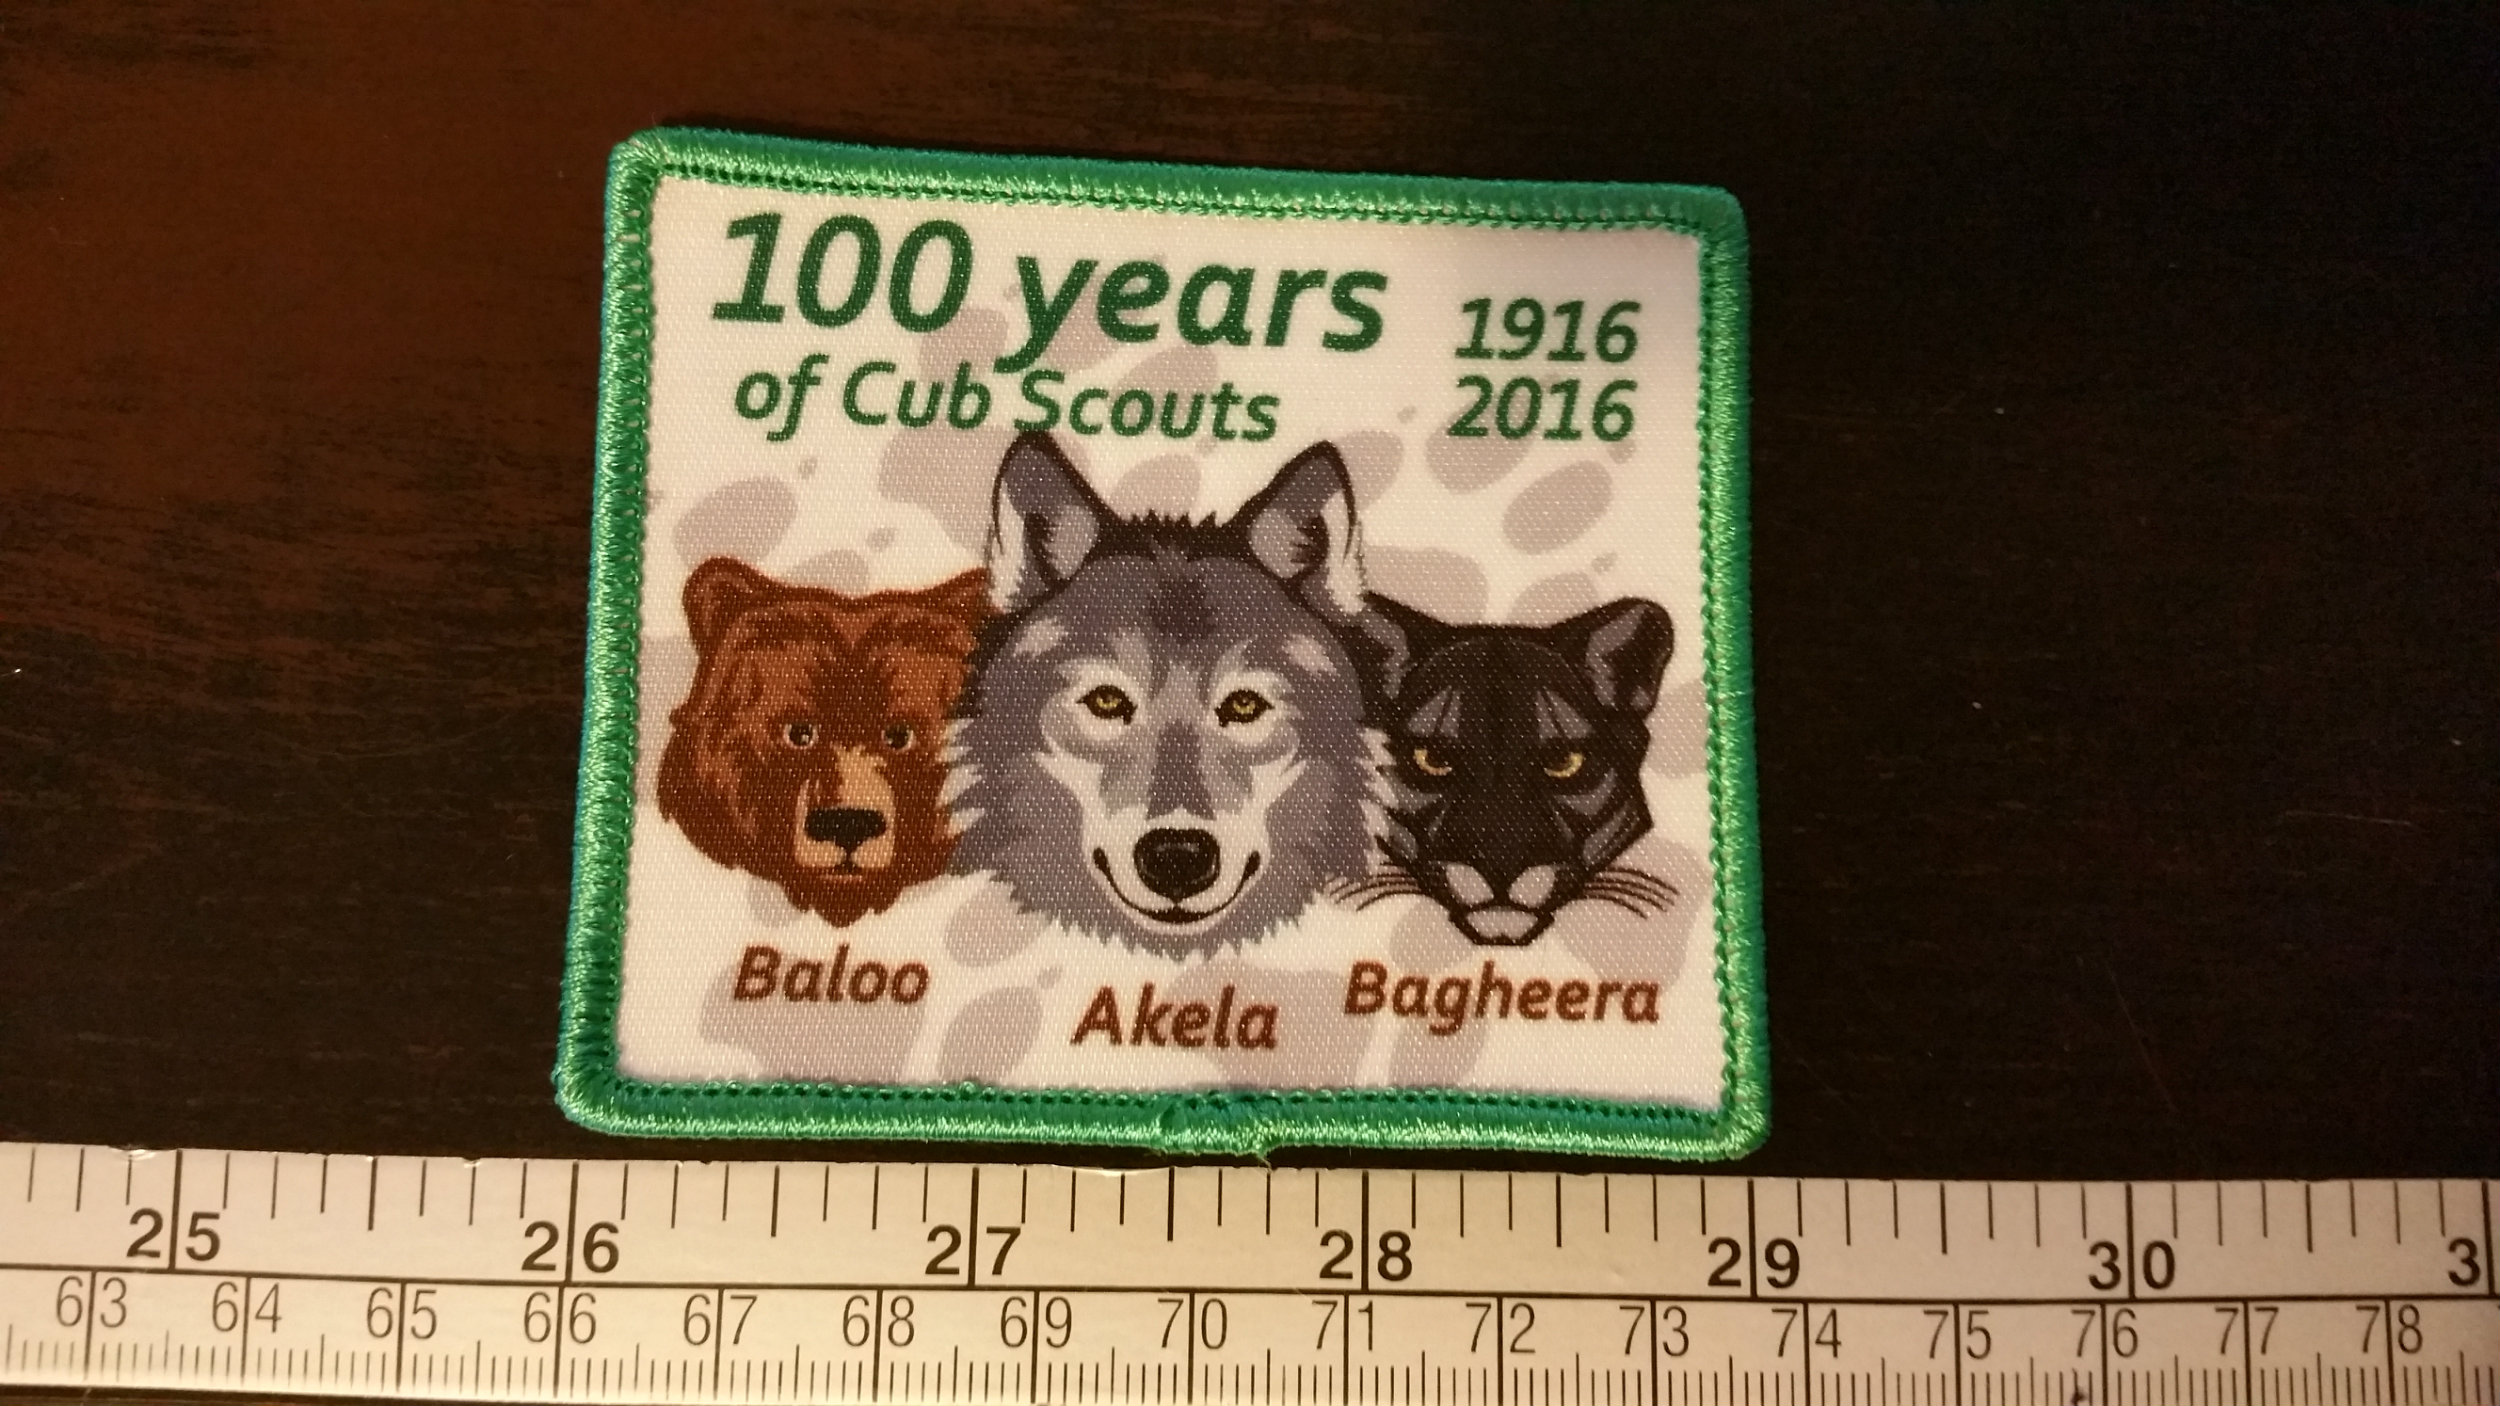 100 years
of Cub Scouts
1916
2016
Baloo
Akela
Bagheera
25 26 27 28 29 30 3
63 64 65 66 67 68 69 70 71 72 73 74 75 76 77 78